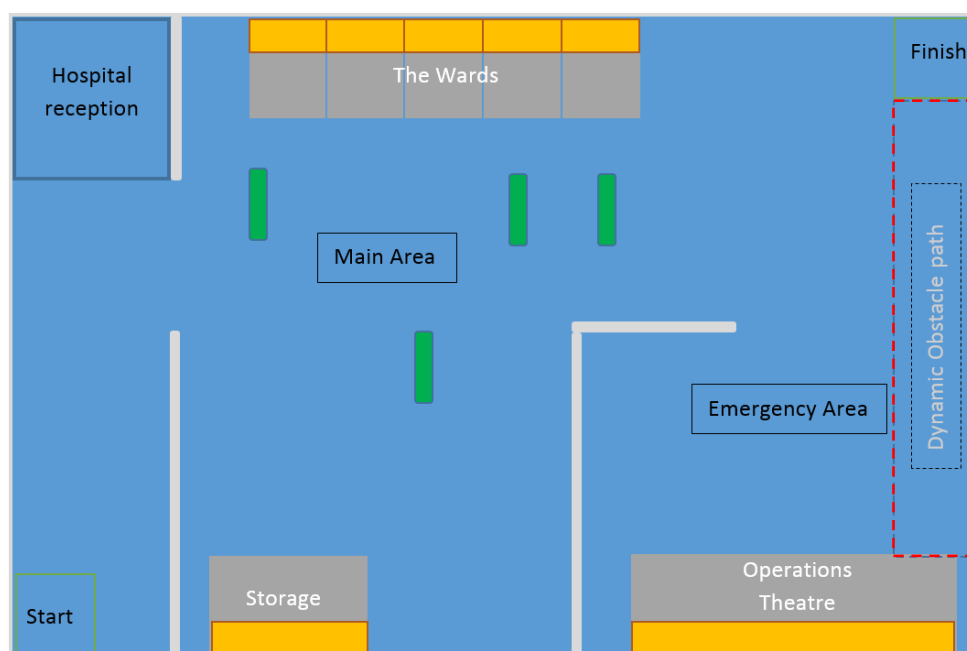 Hospital
reception
The Wards
Finish
Main Area
Dynamic Obstacle path
Emergency Area
Start
Storage
Operations
Theatre